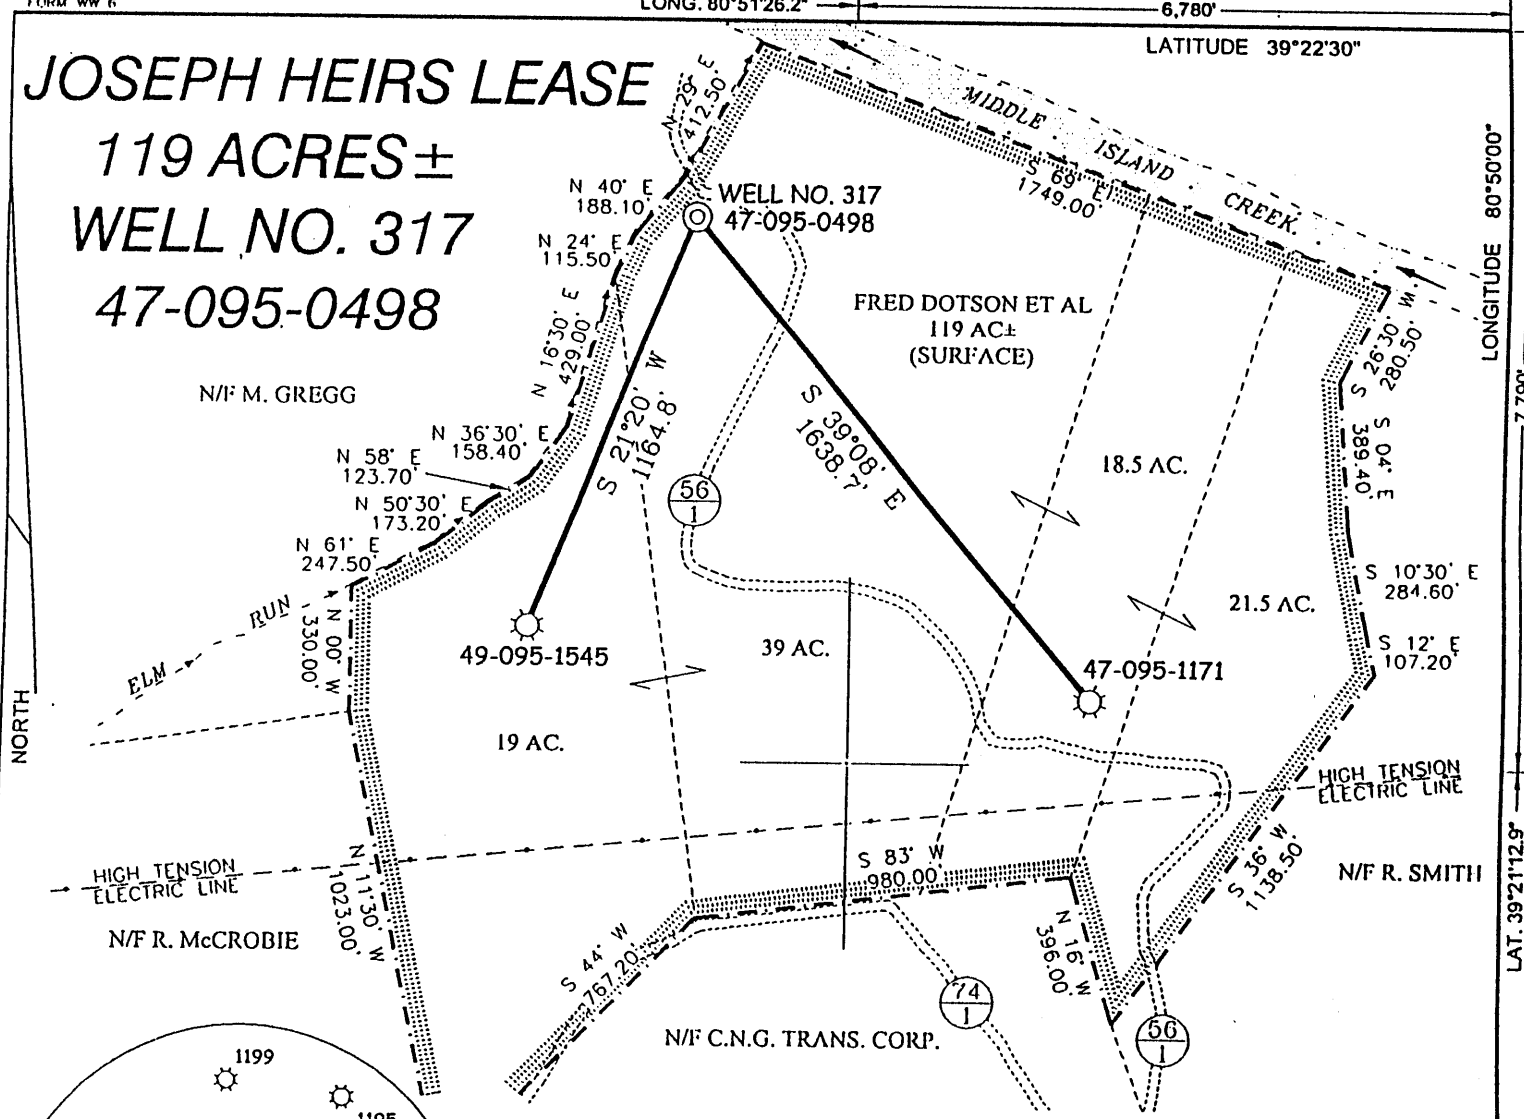 FORM WW 6
LONG. 80°51'26.2"
6,780'
LATITUDE 39°22'30"
JOSEPH HEIRS LEASE
119 ACRES±
WELL NO. 317
47-095-0498
N 29° E
412.50'
MIDDLE ISLAND CREEK
S 69° E
1749.00'
LONGITUDE 80°50'00"
N 40° E
188.10'
WELL NO. 317
47-095-0498
N 24° E
115.50'
N 16°30' E
429.00'
FRED DOTSON ET AL
119 AC±
(SURFACE)
S 26°30' W
280.50'
N/F M. GREGG
S 21°20' W
1164.8'
S 39°08' E
1638.7'
7,790'
N 36°30' E
158.40'
N 58° E
123.70'
S 04° E
389.40'
18.5 AC.
56
1
N 50°30' E
173.20'
N 61° E
247.50'
S 10°30' E
284.60'
ELM RUN
N 00° W
330.00'
21.5 AC.
49-095-1545
39 AC.
S 12° E
107.20'
47-095-1171
NORTH
19 AC.
HIGH TENSION
ELECTRIC LINE
HIGH TENSION
ELECTRIC LINE
S 83° W
980.00'
S 36° W
1138.50'
N/F R. SMITH
LAT. 39°21'12.9"
N 11°30' W
1023.00'
N/F R. McCROBIE
S 44° W
767.20'
N 16° W
396.00'
74
1
N/F C.N.G. TRANS. CORP.
56
1
1199
1195